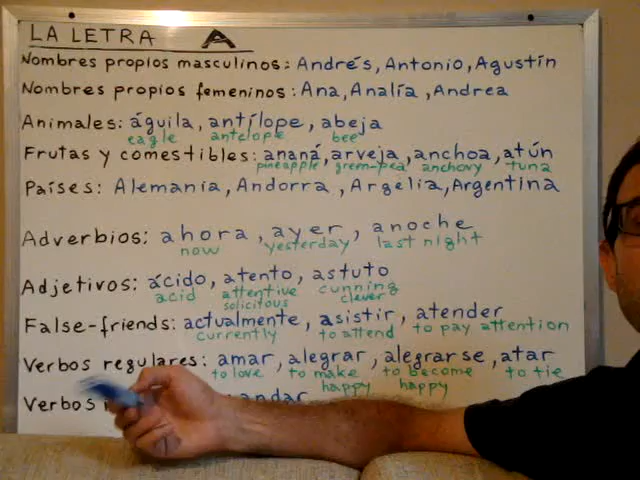 LA LETRA A
Nombres propios masculinos: Andrés, Antonio, Agustín
Nombres propios femeninos: Ana, Analía, Andrea
Animales: águila, antílope, abeja
eagle antelope bee
Frutas y comestibles: ananá, arveja, anchoa, atún
pineapple green-pea anchovy tuna
Países: Alemania, Andorra, Argelia, Argentina
Adverbios: ahora, ayer, anoche
now yesterday last night
Adjetivos: ácido, atento, astuto
acid attentive cunning
solicitous clever
False-friends: actualmente, asistir, atender
currently to attend to pay attention
Verbos regulares: amar, alegrar, alegrarse, atar
to love to make to become to tie
happy happy
Verbos andar